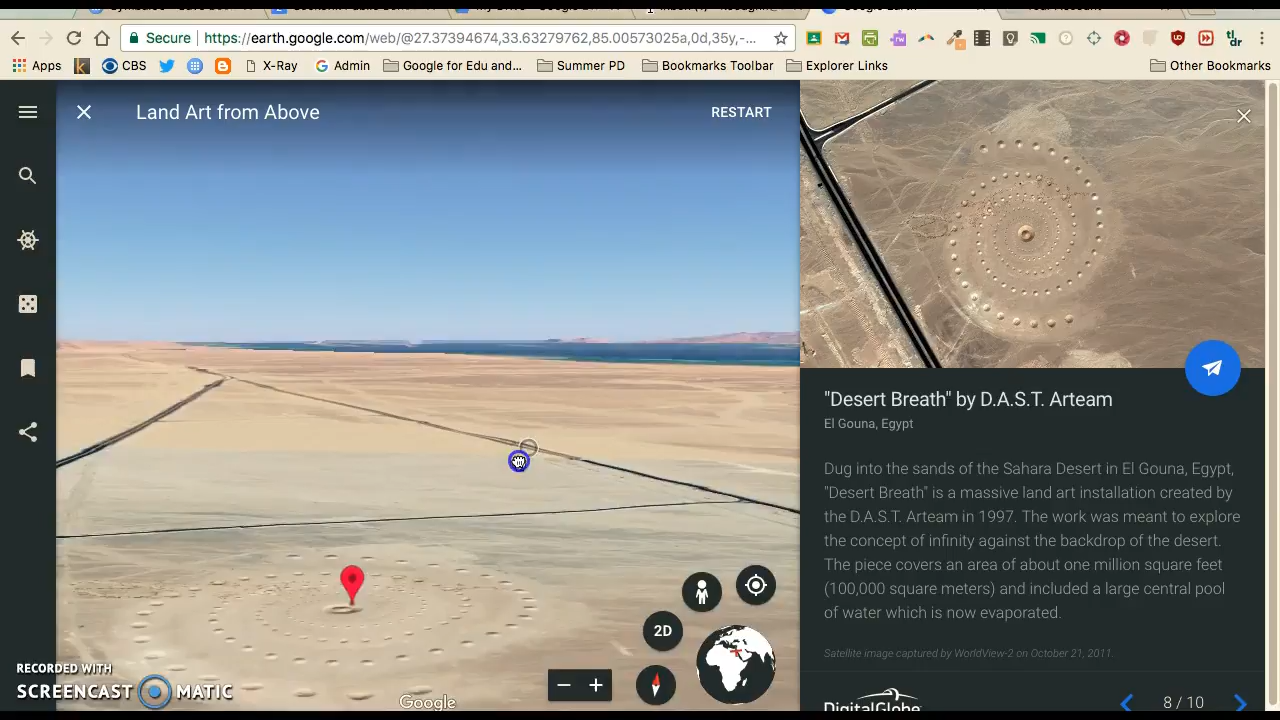 Secure https://earth.google.com/web/@27.37394674,33.63279762,85.00573025a,0d,35y,-...
Apps CBS X-Ray Admin Google for Edu and... Summer PD Bookmarks Toolbar Explorer Links Other Bookmarks
Land Art from Above RESTART
"Desert Breath" by D.A.S.T. Arteam
El Gouna, Egypt
Dug into the sands of the Sahara Desert in El Gouna, Egypt,
"Desert Breath" is a massive land art installation created by
the D.A.S.T. Arteam in 1997. The work was meant to explore
the concept of infinity against the backdrop of the desert.
The piece covers an area of about one million square feet
(100,000 square meters) and included a large central pool
of water which is now evaporated.
Satellite image captured by WorldView-2 on October 21, 2011.
DigitalGlobe
8 / 10
2D
Google
RECORDED WITH
SCREENCAST MATIC